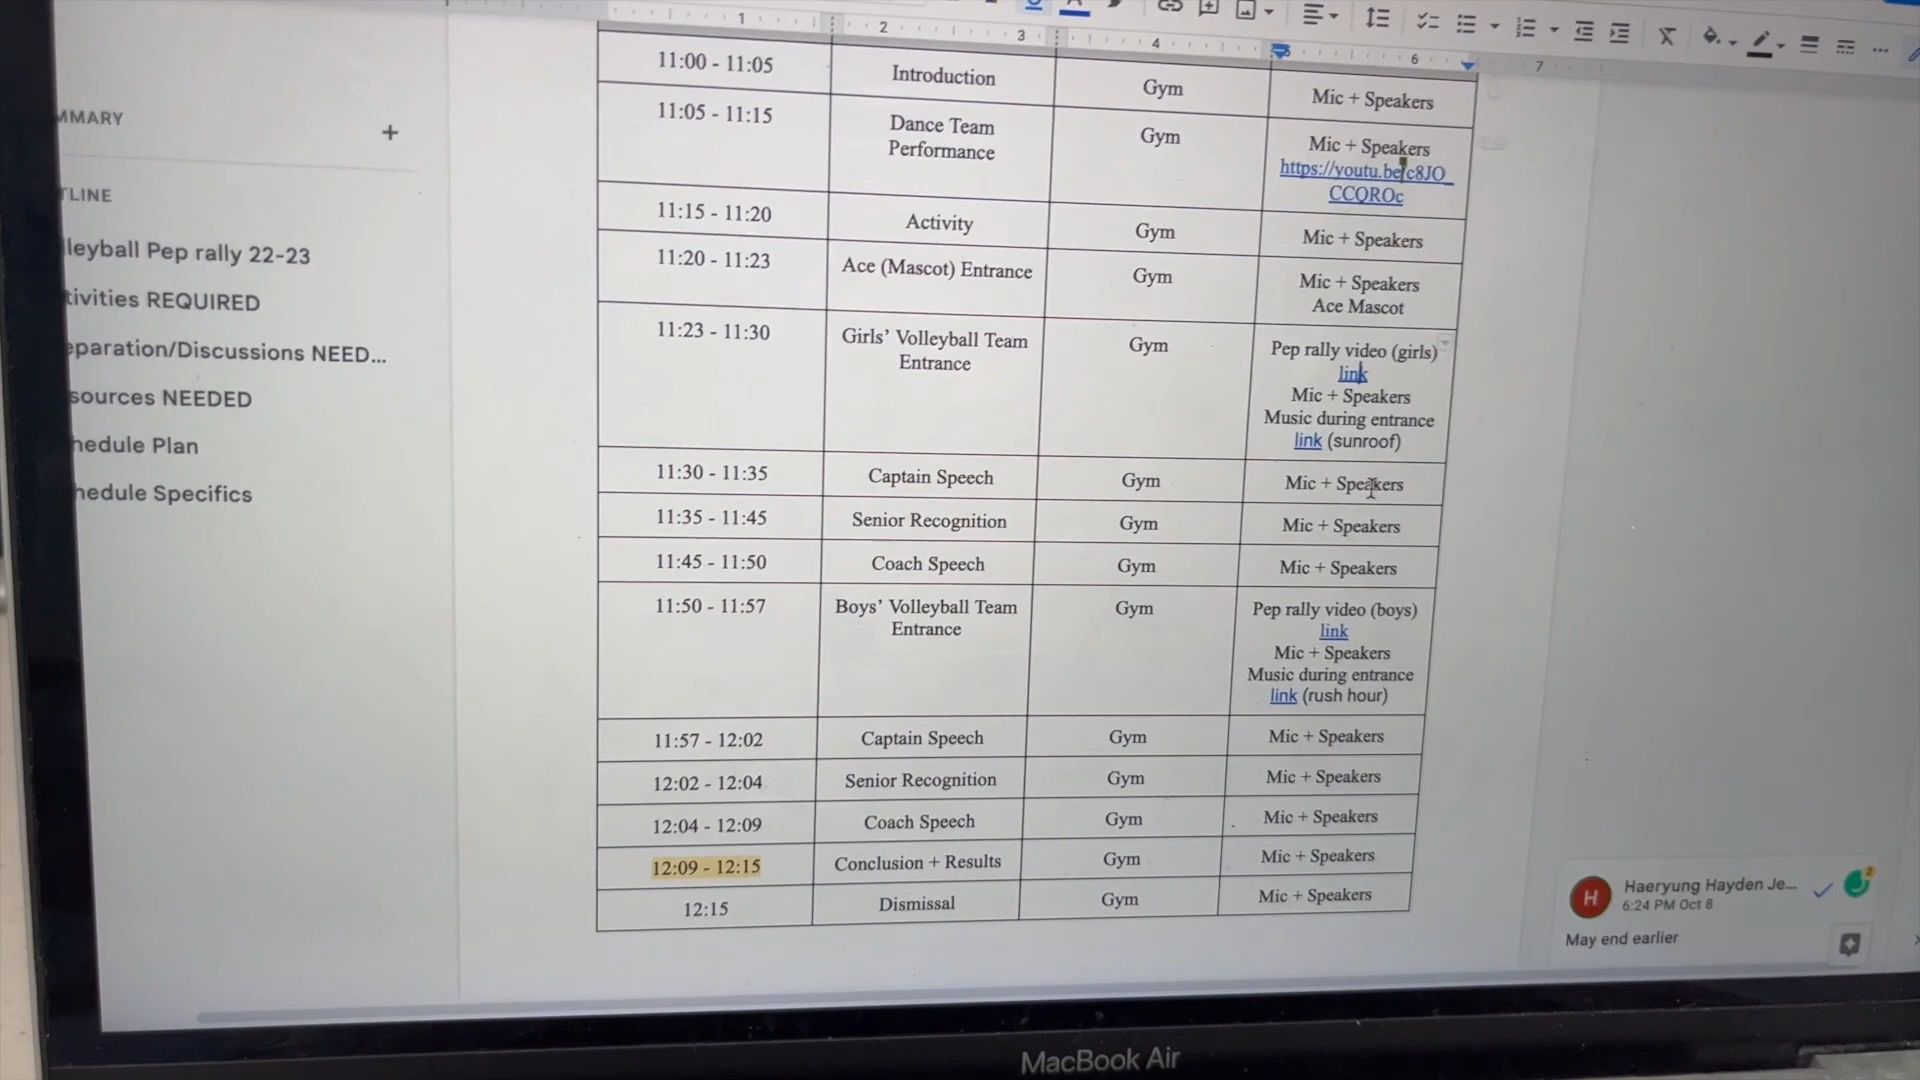 1 2 3 4 6 7
MMARY
+
TLINE
leyball Pep rally 22-23
tivities REQUIRED
eparation/Discussions NEED...
sources NEEDED
hedule Plan
hedule Specifics
11:00 - 11:05 Introduction Gym Mic + Speakers
11:05 - 11:15 Dance Team Gym Mic + Speakers
Performance https://youtu.be/c8JO_
CCQROc
11:15 - 11:20 Activity Gym Mic + Speakers
11:20 - 11:23 Ace (Mascot) Entrance Gym Mic + Speakers
Ace Mascot
11:23 - 11:30 Girls’ Volleyball Team Gym Pep rally video (girls)
Entrance link
Mic + Speakers
Music during entrance
link (sunroof)
11:30 - 11:35 Captain Speech Gym Mic + Speakers
11:35 - 11:45 Senior Recognition Gym Mic + Speakers
11:45 - 11:50 Coach Speech Gym Mic + Speakers
11:50 - 11:57 Boys’ Volleyball Team Gym Pep rally video (boys)
Entrance link
Mic + Speakers
Music during entrance
link (rush hour)
11:57 - 12:02 Captain Speech Gym Mic + Speakers
12:02 - 12:04 Senior Recognition Gym Mic + Speakers
12:04 - 12:09 Coach Speech Gym Mic + Speakers
12:09 - 12:15 Conclusion + Results Gym Mic + Speakers
12:15 Dismissal Gym Mic + Speakers
H
Haeryung Hayden Je...
2
6:24 PM Oct 8
May end earlier
MacBook Air